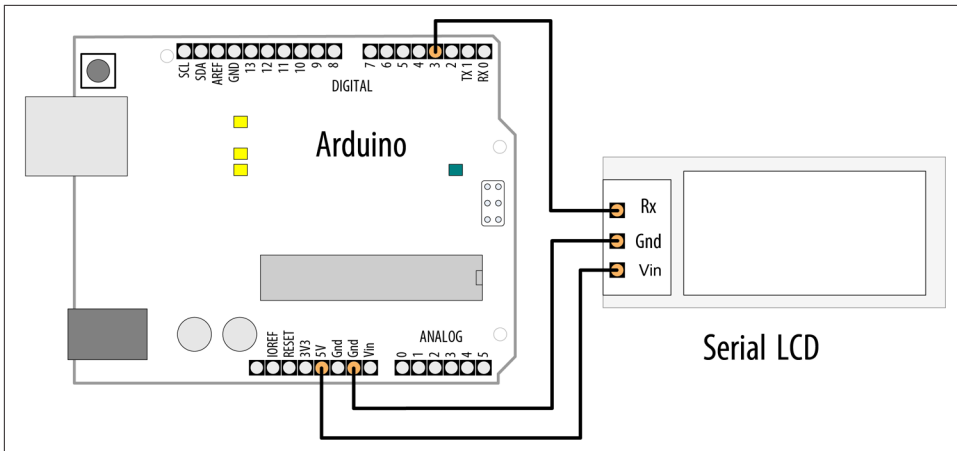 SCL SDA AREF GND 13 12 11 10 9 8 7 6 5 4 3 2 TX 1 RX 0
DIGITAL
Arduino
Rx
Gnd
Vin
Serial LCD
ANALOG
IOREF RESET 3V3 5V Gnd Gnd Vin 0 1 2 3 4 5